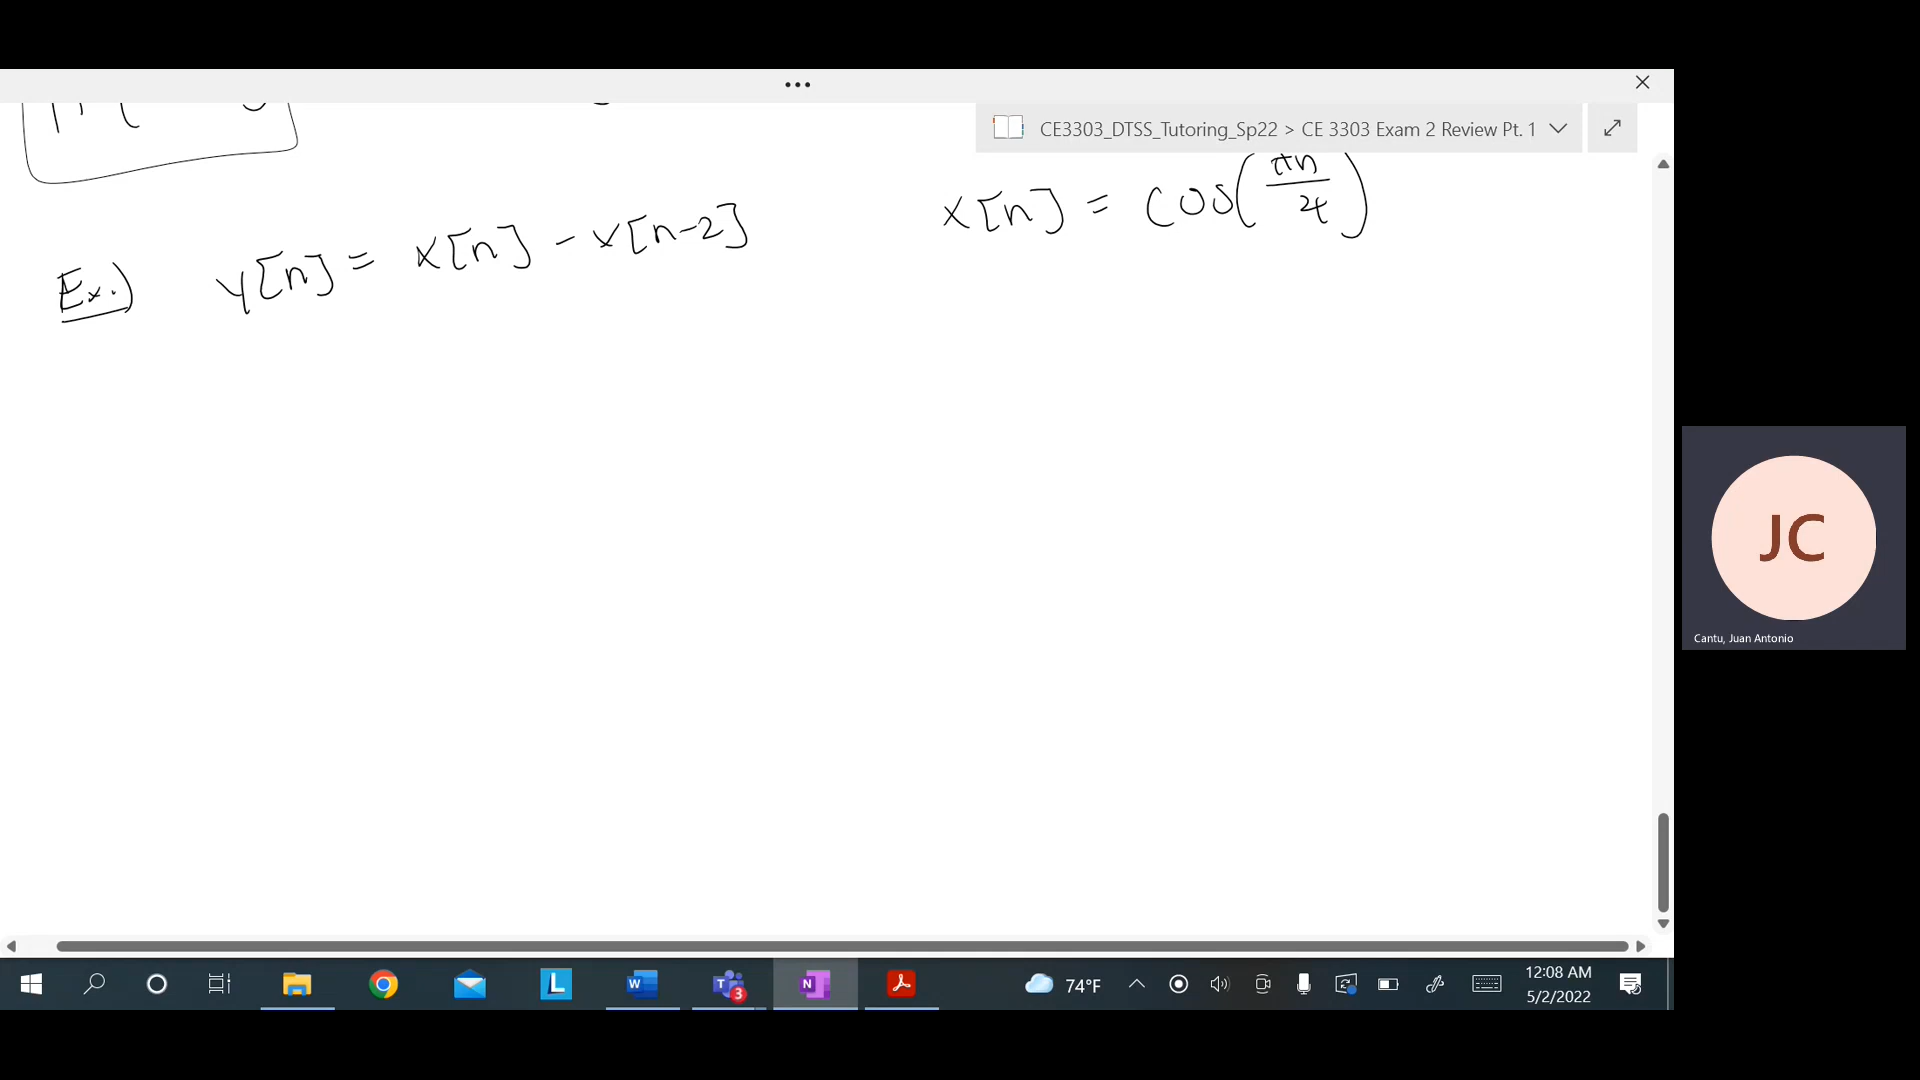 CE3303_DTSS_Tutoring_Sp22 > CE 3303 Exam 2 Review Pt. 1
x[n] = cos(πn/4)
Ex.) y[n] = x[n] - x[n-2]
JC
Cantu, Juan Antonio
74°F
12:08 AM
5/2/2022
3